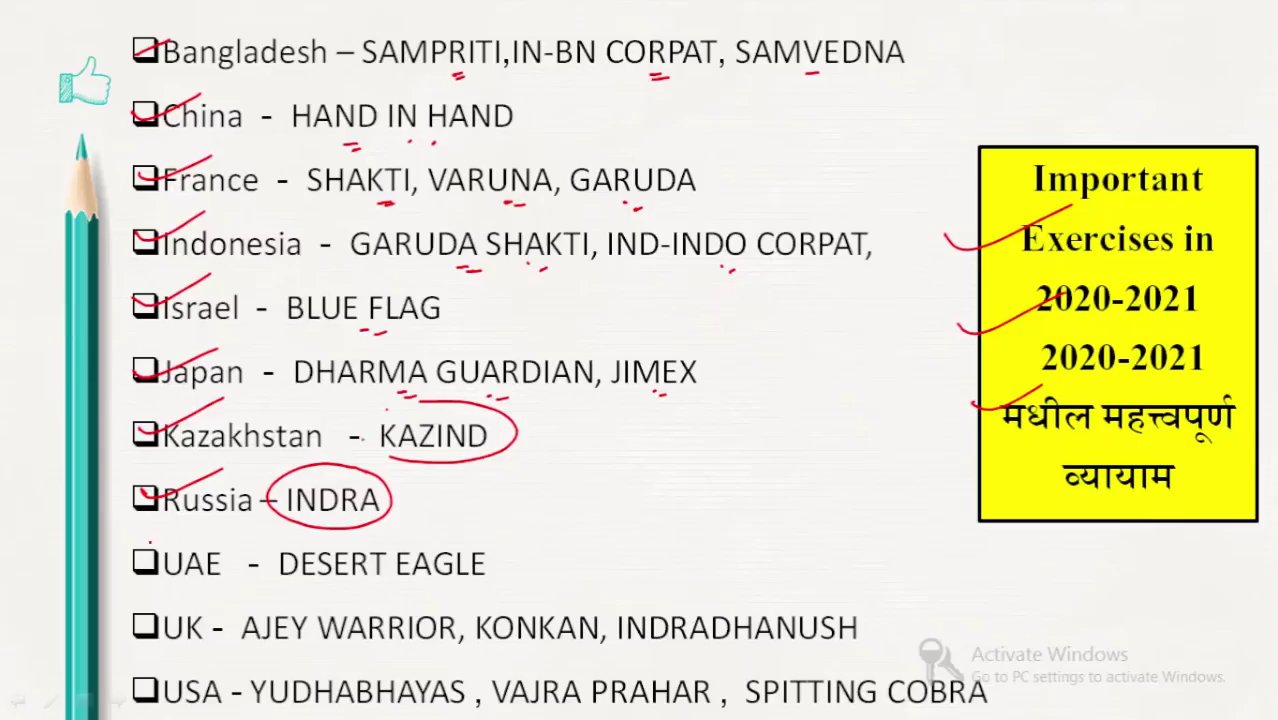 Bangladesh – SAMPRITI,IN-BN CORPAT, SAMVEDNA
China - HAND IN HAND
France - SHAKTI, VARUNA, GARUDA
Indonesia - GARUDA SHAKTI, IND-INDO CORPAT,
Israel - BLUE FLAG
Japan - DHARMA GUARDIAN, JIMEX
Kazakhstan - KAZIND
Russia – INDRA
UAE - DESERT EAGLE
UK - AJEY WARRIOR, KONKAN, INDRADHANUSH
USA – YUDHABHAYAS , VAJRA PRAHAR , SPITTING COBRA
Important
Exercises in
2020-2021
2020-2021
मधील महत्त्वपूर्ण
व्यायाम
Activate Windows
Go to PC settings to activate Windows.